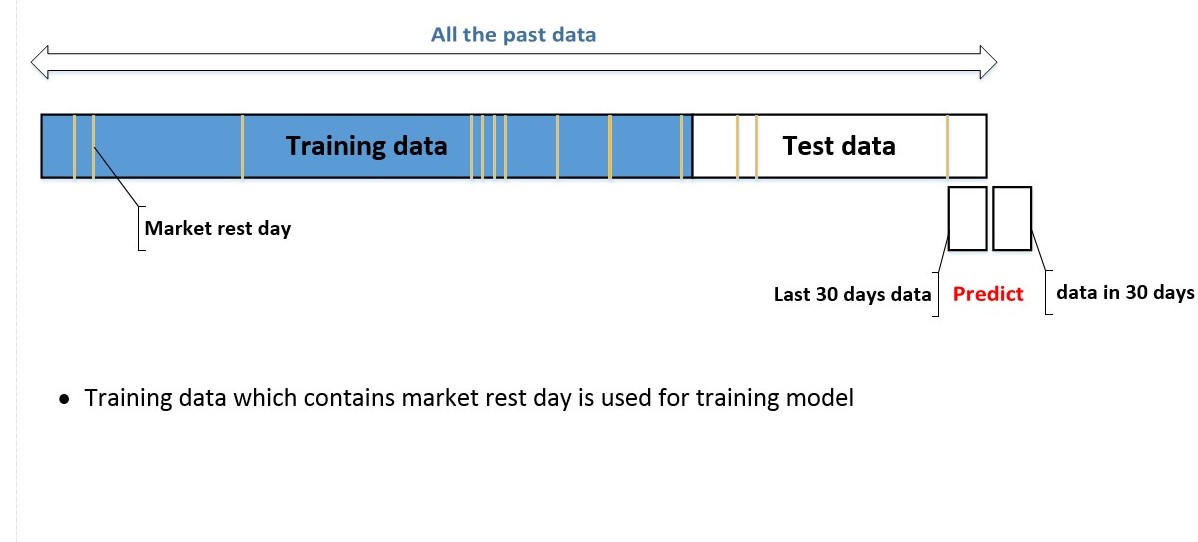 All the past data
Training data
Test data
Market rest day
Last 30 days data
Predict
data in 30 days
• Training data which contains market rest day is used for training model